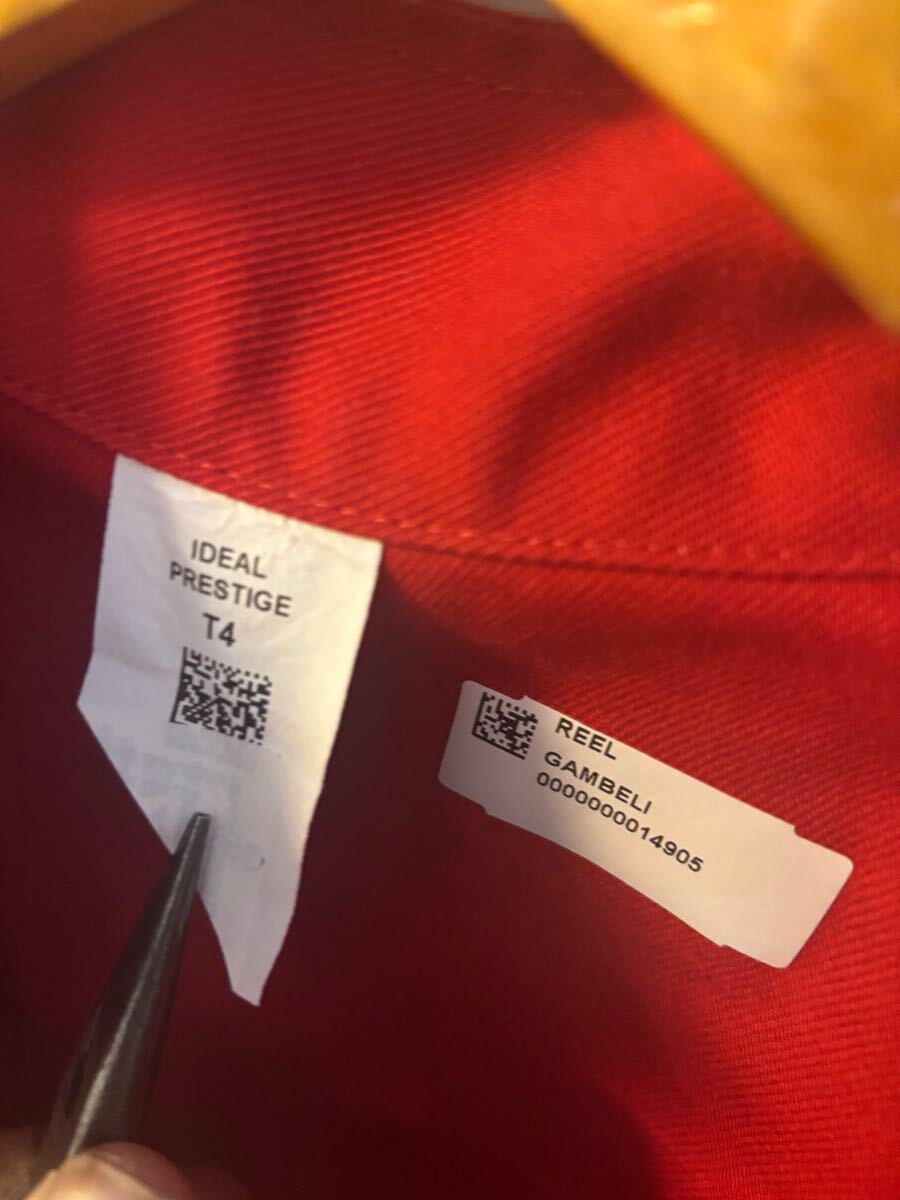 IDEAL
PRESTIGE
T4
REEL
GAMBELI
0000000014905